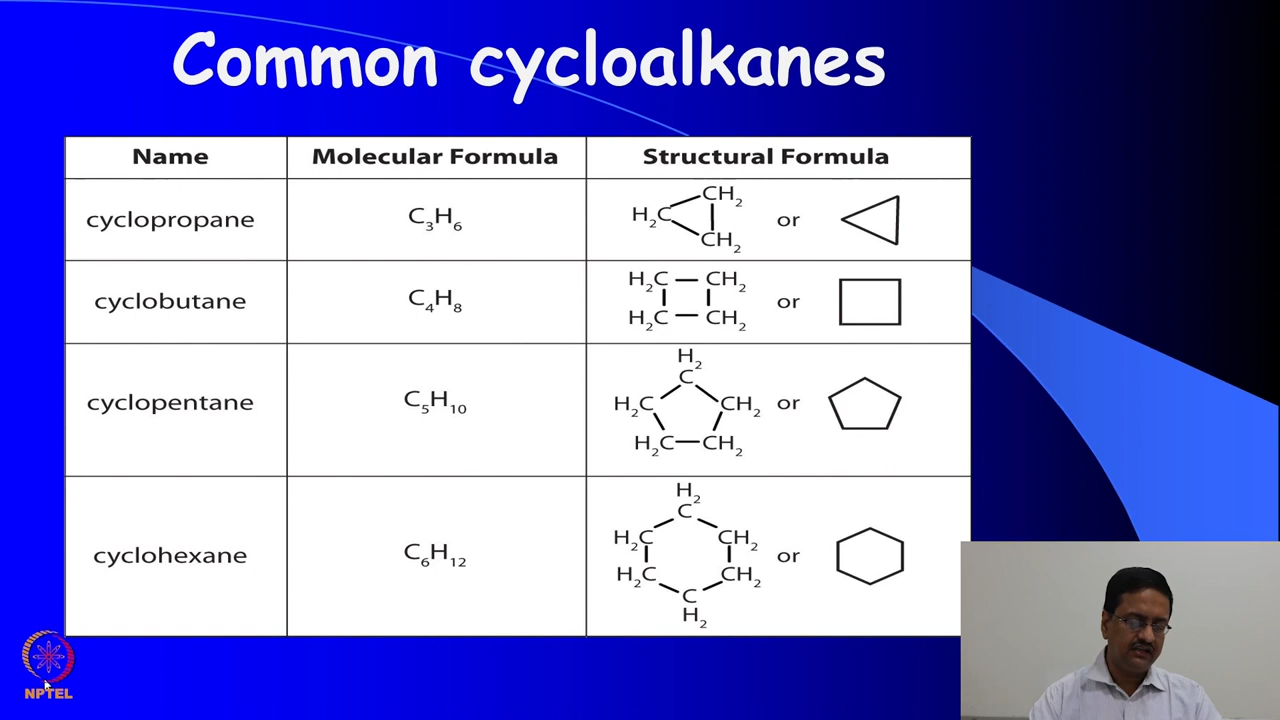 Common cycloalkanes
Name Molecular Formula Structural Formula
cyclopropane C₃H₆ H₂C CH₂ CH₂ or
cyclobutane C₄H₈ H₂C CH₂ H₂C CH₂ or
cyclopentane C₅H₁₀ H₂ C H₂C CH₂ H₂C CH₂ or
cyclohexane C₆H₁₂ H₂ C H₂C CH₂ H₂C CH₂ C H₂ or
NPTEL